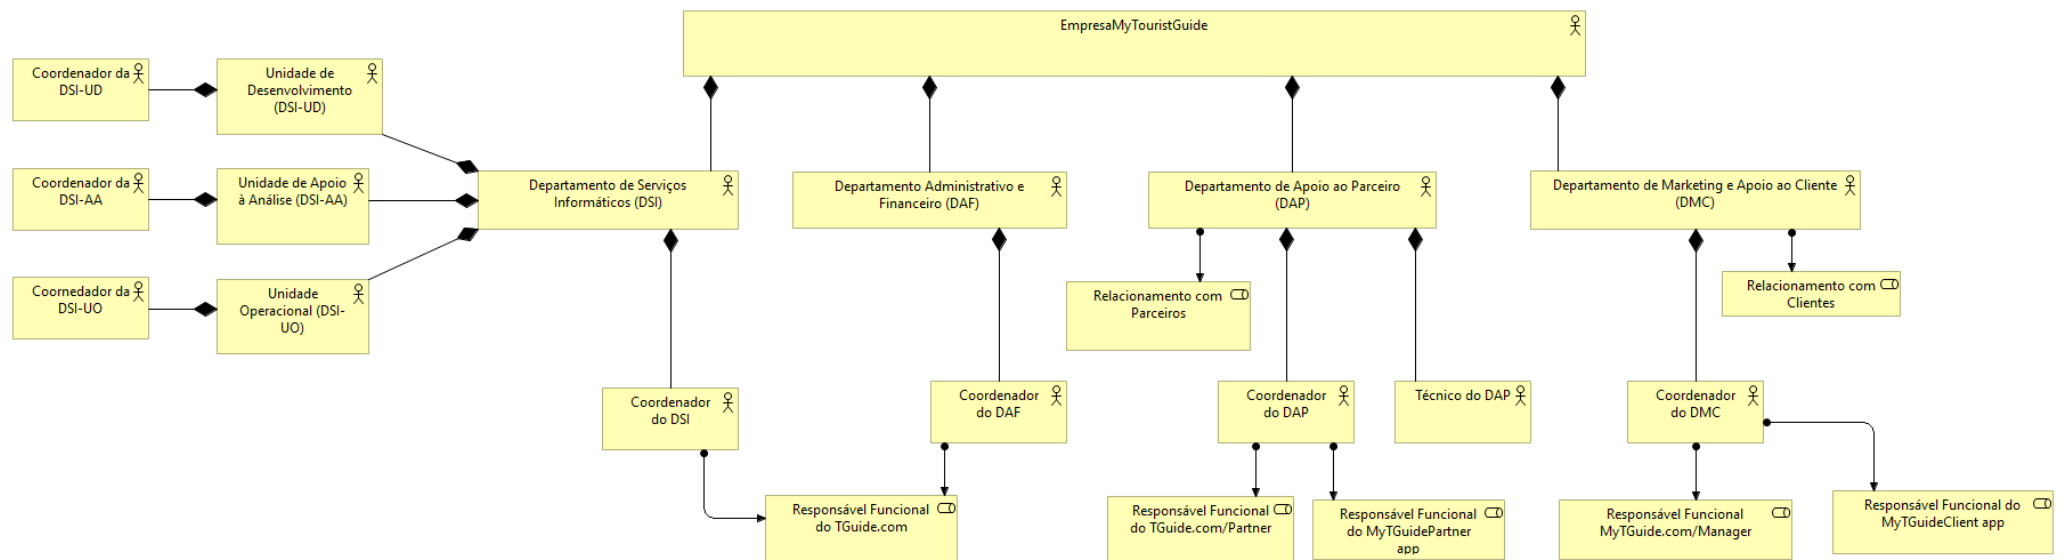 EmpresaMyTouristGuide
Coordenador da
DSI-UD
Unidade de
Desenvolvimento
(DSI-UD)
Coordenador da
DSI-AA
Unidade de Apoio
à Análise (DSI-AA)
Departamento de Serviços
Informáticos (DSI)
Departamento Administrativo e
Financeiro (DAF)
Departamento de Apoio ao Parceiro
(DAP)
Departamento de Marketing e Apoio ao Cliente
(DMC)
Coornedador da
DSI-UO
Unidade
Operacional (DSI-
UO)
Relacionamento com
Parceiros
Relacionamento com
Clientes
Coordenador
do DSI
Coordenador
do DAF
Coordenador
do DAP
Técnico do DAP
Coordenador
do DMC
Responsável Funcional
do TGuide.com
Responsável Funcional
do TGuide.com/Partner
Responsável Funcional
do MyTGuidePartner
app
Responsável Funcional
MyTGuide.com/Manager
Responsável Funcional do
MyTGuideClient app